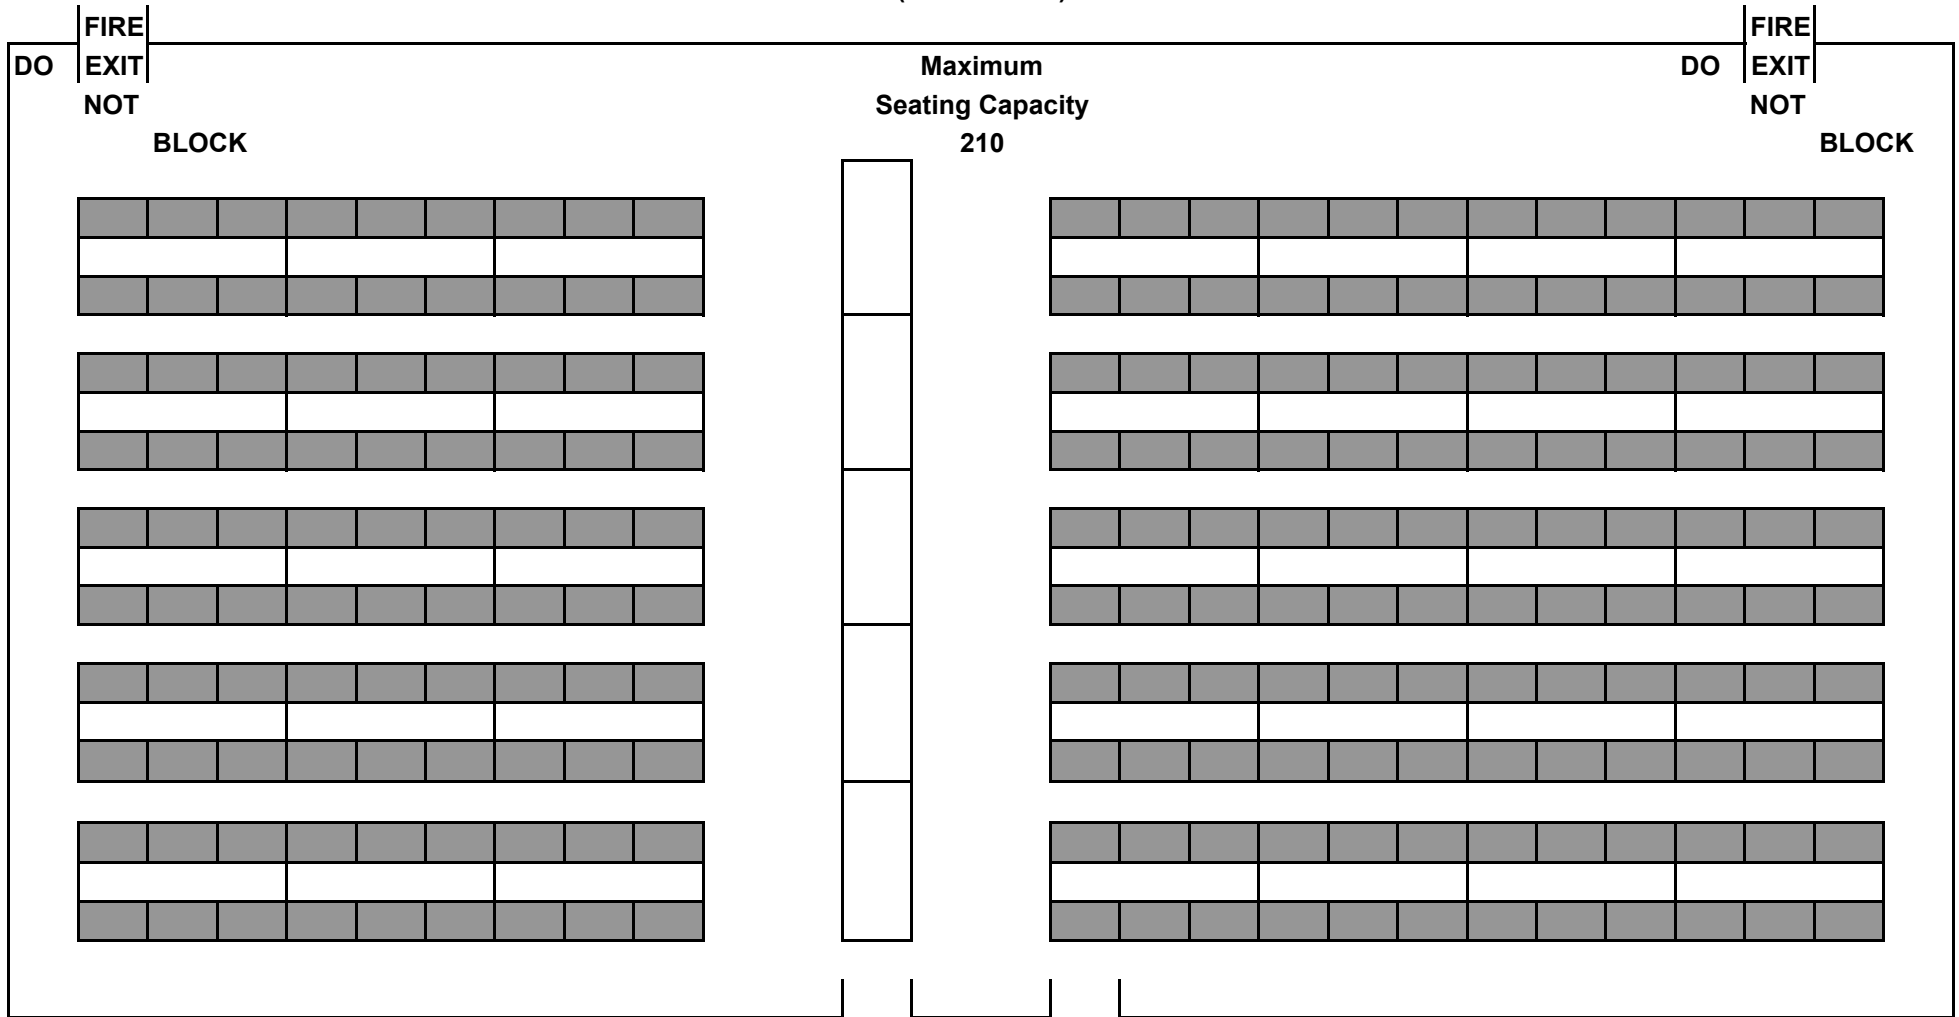 FIRE
FIRE
DO EXIT Maximum DO EXIT
NOT Seating Capacity NOT
BLOCK 210 BLOCK